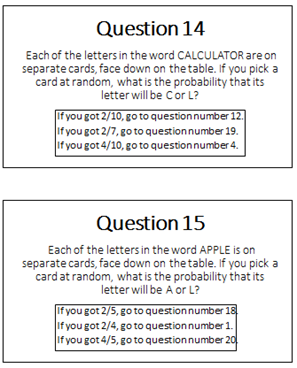 Question 14
Each of the letters in the word CALCULATOR are on
separate cards, face down on the table. If you pick a
card at random, what is the probability that its
letter will be C or L?
If you got 2/10, go to question number 12.
If you got 2/7, go to question number 19.
If you got 4/10, go to question number 4.
Question 15
Each of the letters in the word APPLE is on
separate cards, face down on the table. If you pick a
card at random, what is the probability that its
letter will be A or L?
If you got 2/5, go to question number 18.
If you got 2/4, go to question number 1.
If you got 4/5, go to question number 20.